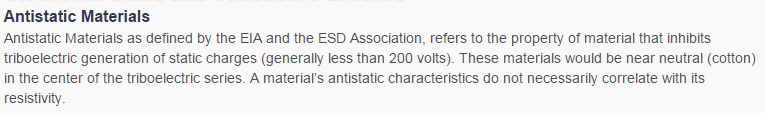 Antistatic Materials
Antistatic Materials as defined by the EIA and the ESD Association, refers to the property of material that inhibits
triboelectric generation of static charges (generally less than 200 volts). These materials would be near neutral (cotton)
in the center of the triboelectric series. A material's antistatic characteristics do not necessarily correlate with its
resistivity.